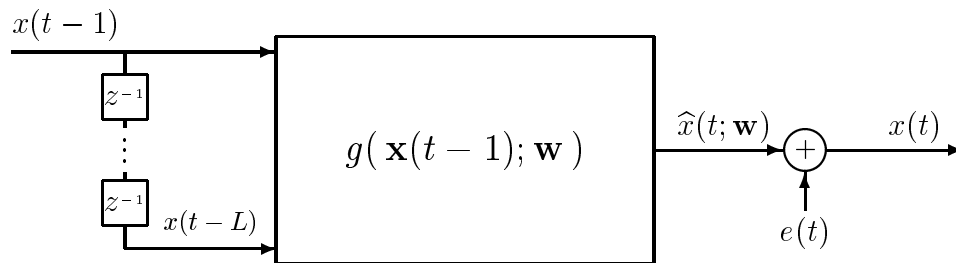 x(t − 1)
z⁻¹
g( 𝐱(t − 1); 𝐰 )
x̂(t; 𝐰)
+
x(t)
z⁻¹
x(t − L)
e(t)